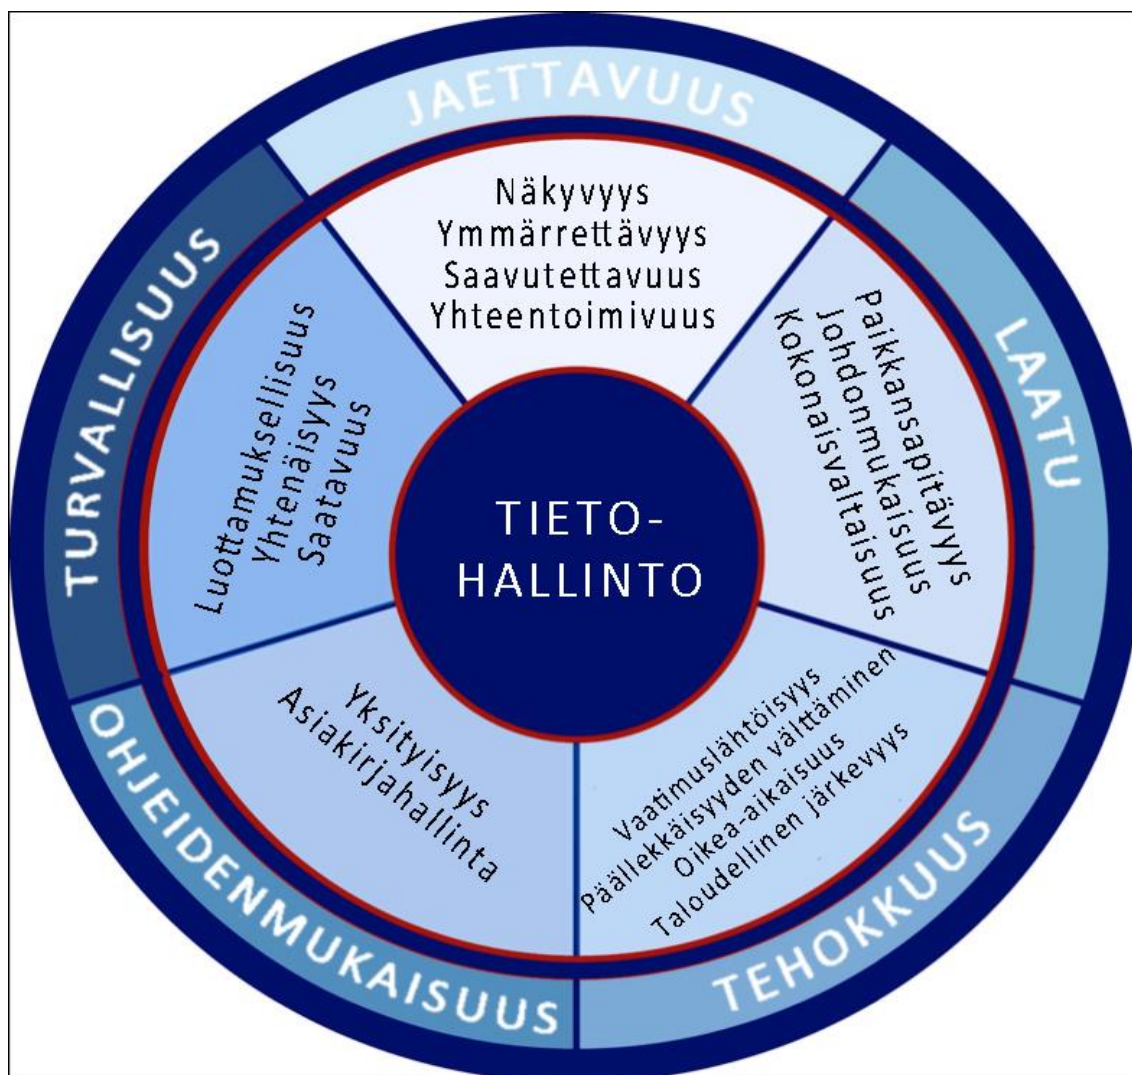 JAETTAVUUS
Näkyvyys
Ymmärrettävyys
Saavutettavuus
Yhteentoimivuus
LAATU
Paikkansapitävyys
Johdonmukaisuus
Kokonaisvaltaisuus
TEHOKKUUS
Vaatimuslähtöisyys
Päällekkäisyyden välttäminen
Oikea-aikaisuus
Taloudellinen järkevyys
OHJEIDENMUKAISUUS
Yksityisyys
Asiakirjahallinta
TURVALLISUUS
Luottamuksellisuus
Yhtenäisyys
Saatavuus
TIETO-
HALLINTO